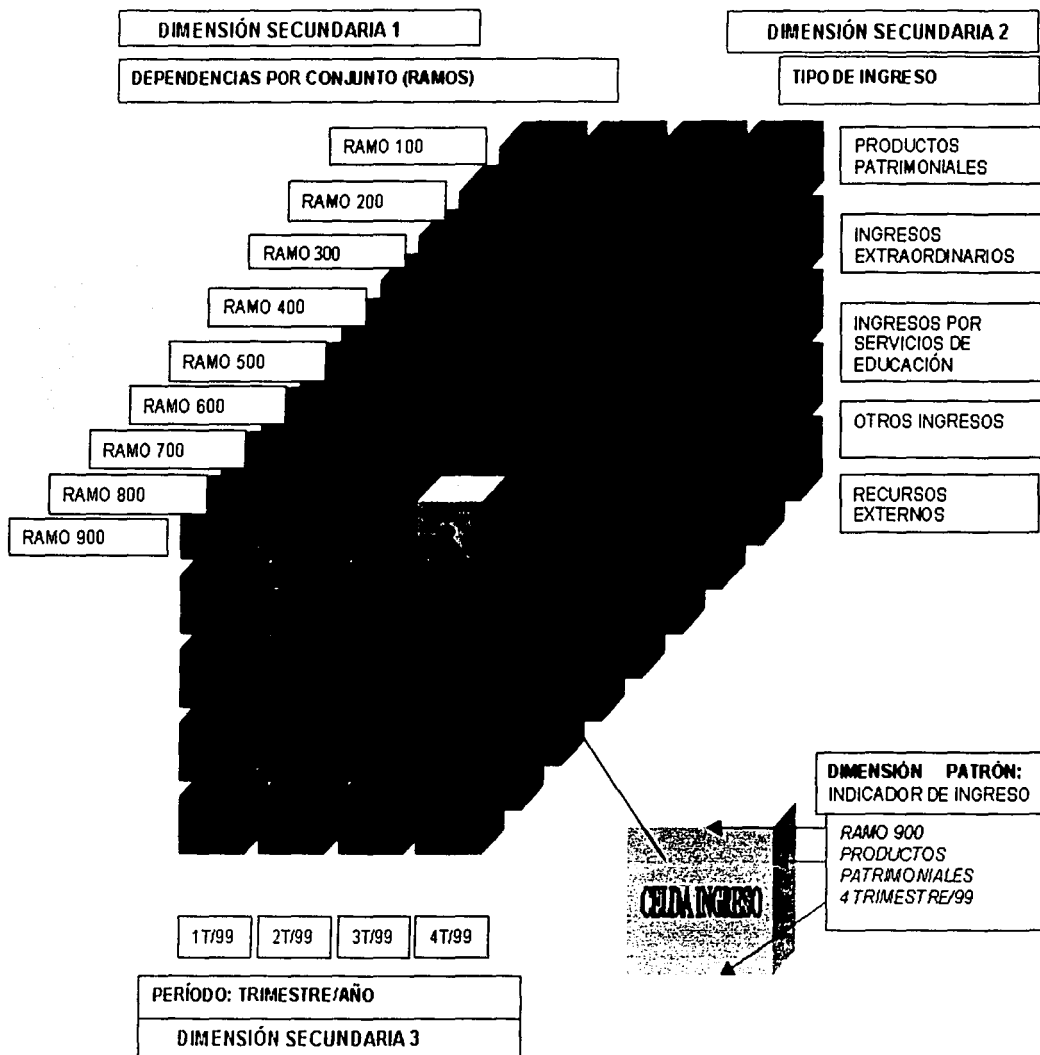 DIMENSIÓN SECUNDARIA 1
DIMENSIÓN SECUNDARIA 2
DEPENDENCIAS POR CONJUNTO (RAMOS)
TIPO DE INGRESO
RAMO 100
RAMO 200
RAMO 300
RAMO 400
RAMO 500
RAMO 600
RAMO 700
RAMO 800
RAMO 900
PRODUCTOS
PATRIMONIALES
INGRESOS
EXTRAORDINARIOS
INGRESOS POR
SERVICIOS DE
EDUCACIÓN
OTROS INGRESOS
RECURSOS
EXTERNOS
DIMENSIÓN PATRÓN:
INDICADOR DE INGRESO
RAMO 900
PRODUCTOS
PATRIMONIALES
4 TRIMESTRE/99
CELDA INGRESO
1T/99 2T/99 3T/99 4T/99
PERÍODO: TRIMESTRE/AÑO
DIMENSIÓN SECUNDARIA 3